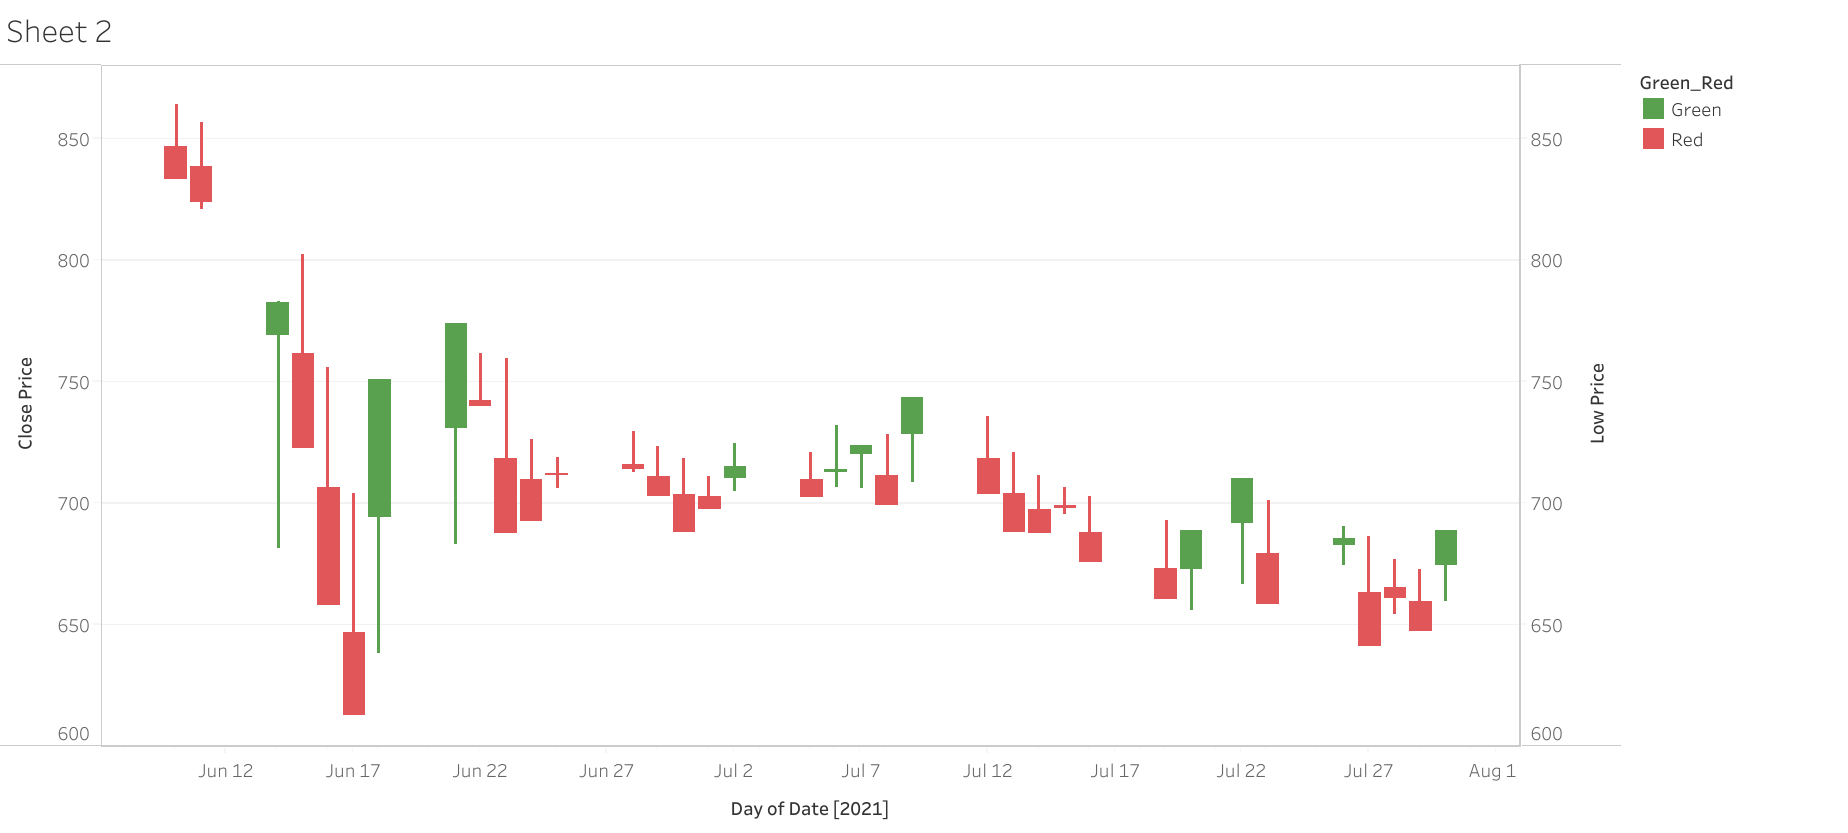 Sheet 2
Green_Red
Green
Red
Close Price
850
800
750
700
650
600
850
800
750
700
650
600
Low Price
Jun 12 Jun 17 Jun 22 Jun 27 Jul 2 Jul 7 Jul 12 Jul 17 Jul 22 Jul 27 Aug 1
Day of Date [2021]